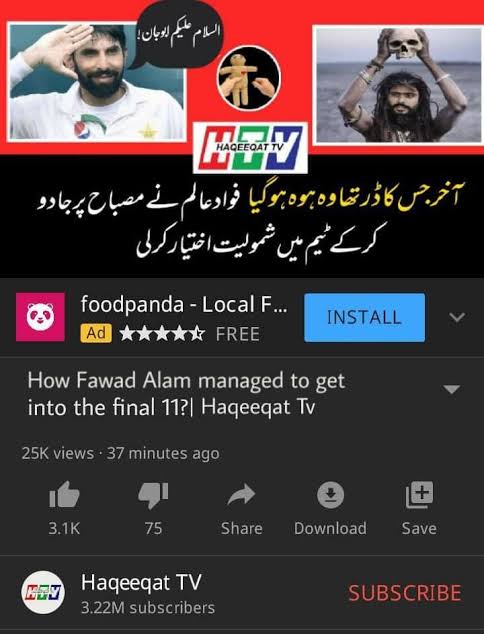 السلام علیکم ابو جان!
HTV
HAQEEQAT TV
آخر جس کا ڈر تھا وہ ہوہ ہو گیا فواد عالم نے مصباح پر جادو
کر کے ٹیم میں شمولیت اختیار کر لی
foodpanda - Local F...
INSTALL
Ad FREE
How Fawad Alam managed to get
into the final 11?| Haqeeqat Tv
25K views · 37 minutes ago
3.1K 75 Share Download Save
HTV
Haqeeqat TV
3.22M subscribers
SUBSCRIBE